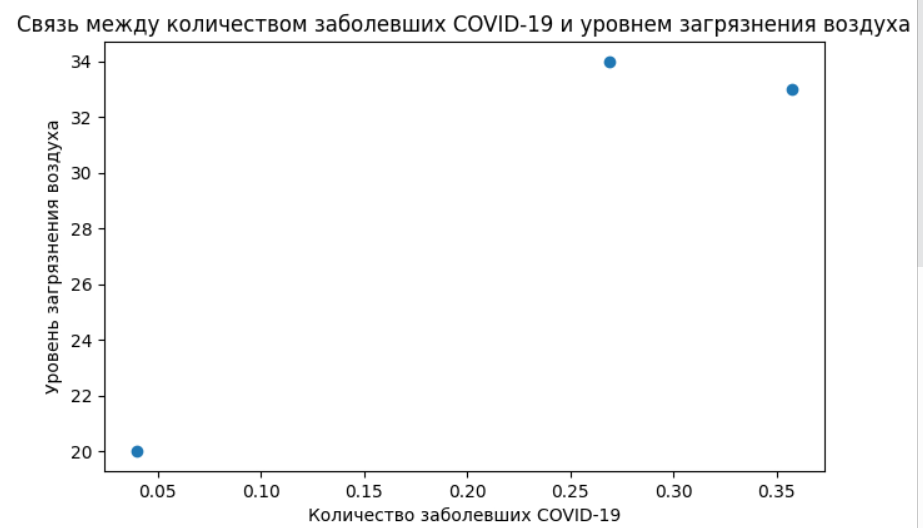 Связь между количеством заболевших COVID-19 и уровнем загрязнения воздуха
Уровень загрязнения воздуха
34
32
30
28
26
24
22
20
0.05 0.10 0.15 0.20 0.25 0.30 0.35
Количество заболевших COVID-19